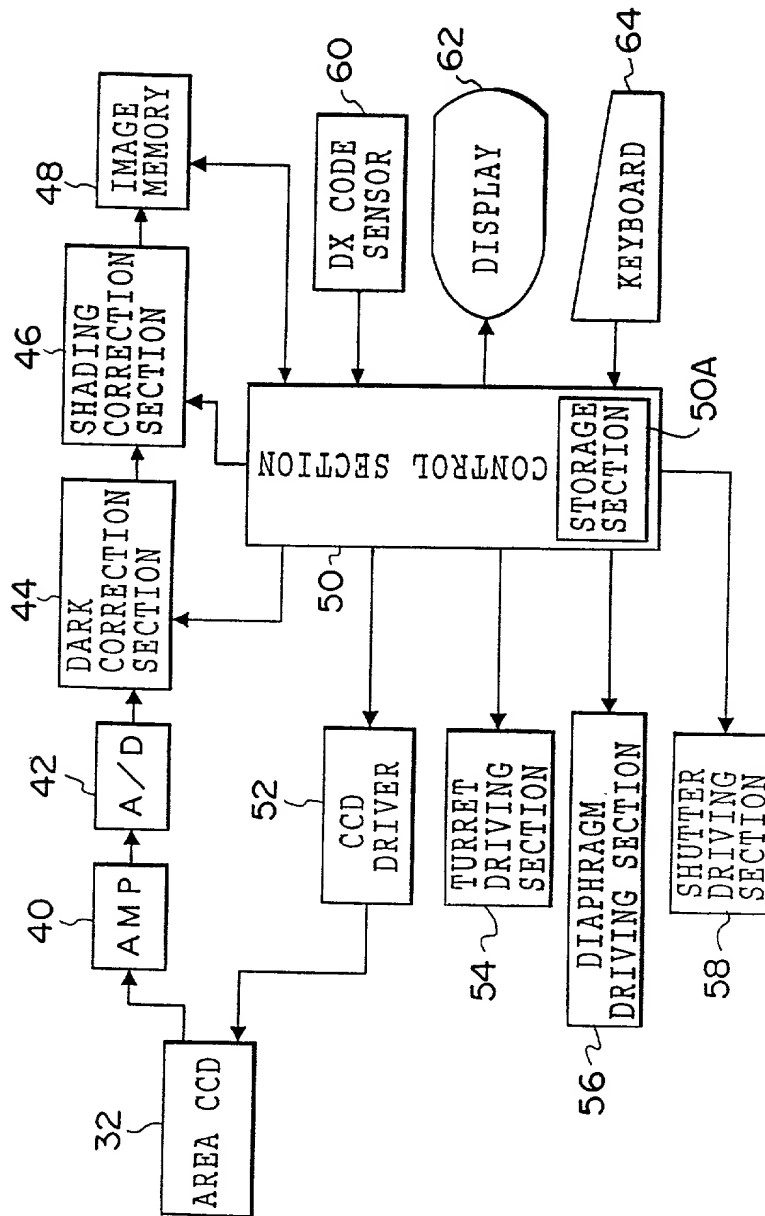 32
AREA CCD
40
AMP
42
A/D
44
DARK
CORRECTION
SECTION
46
SHADING
CORRECTION
SECTION
48
IMAGE
MEMORY
52
CCD
DRIVER
50
CONTROL SECTION
STORAGE
SECTION
50A
DX CODE
SENSOR
60
DISPLAY
62
KEYBOARD
64
TURRET
DRIVING
SECTION
54
DIAPHRAGM
DRIVING SECTION
56
SHUTTER
DRIVING
SECTION
58